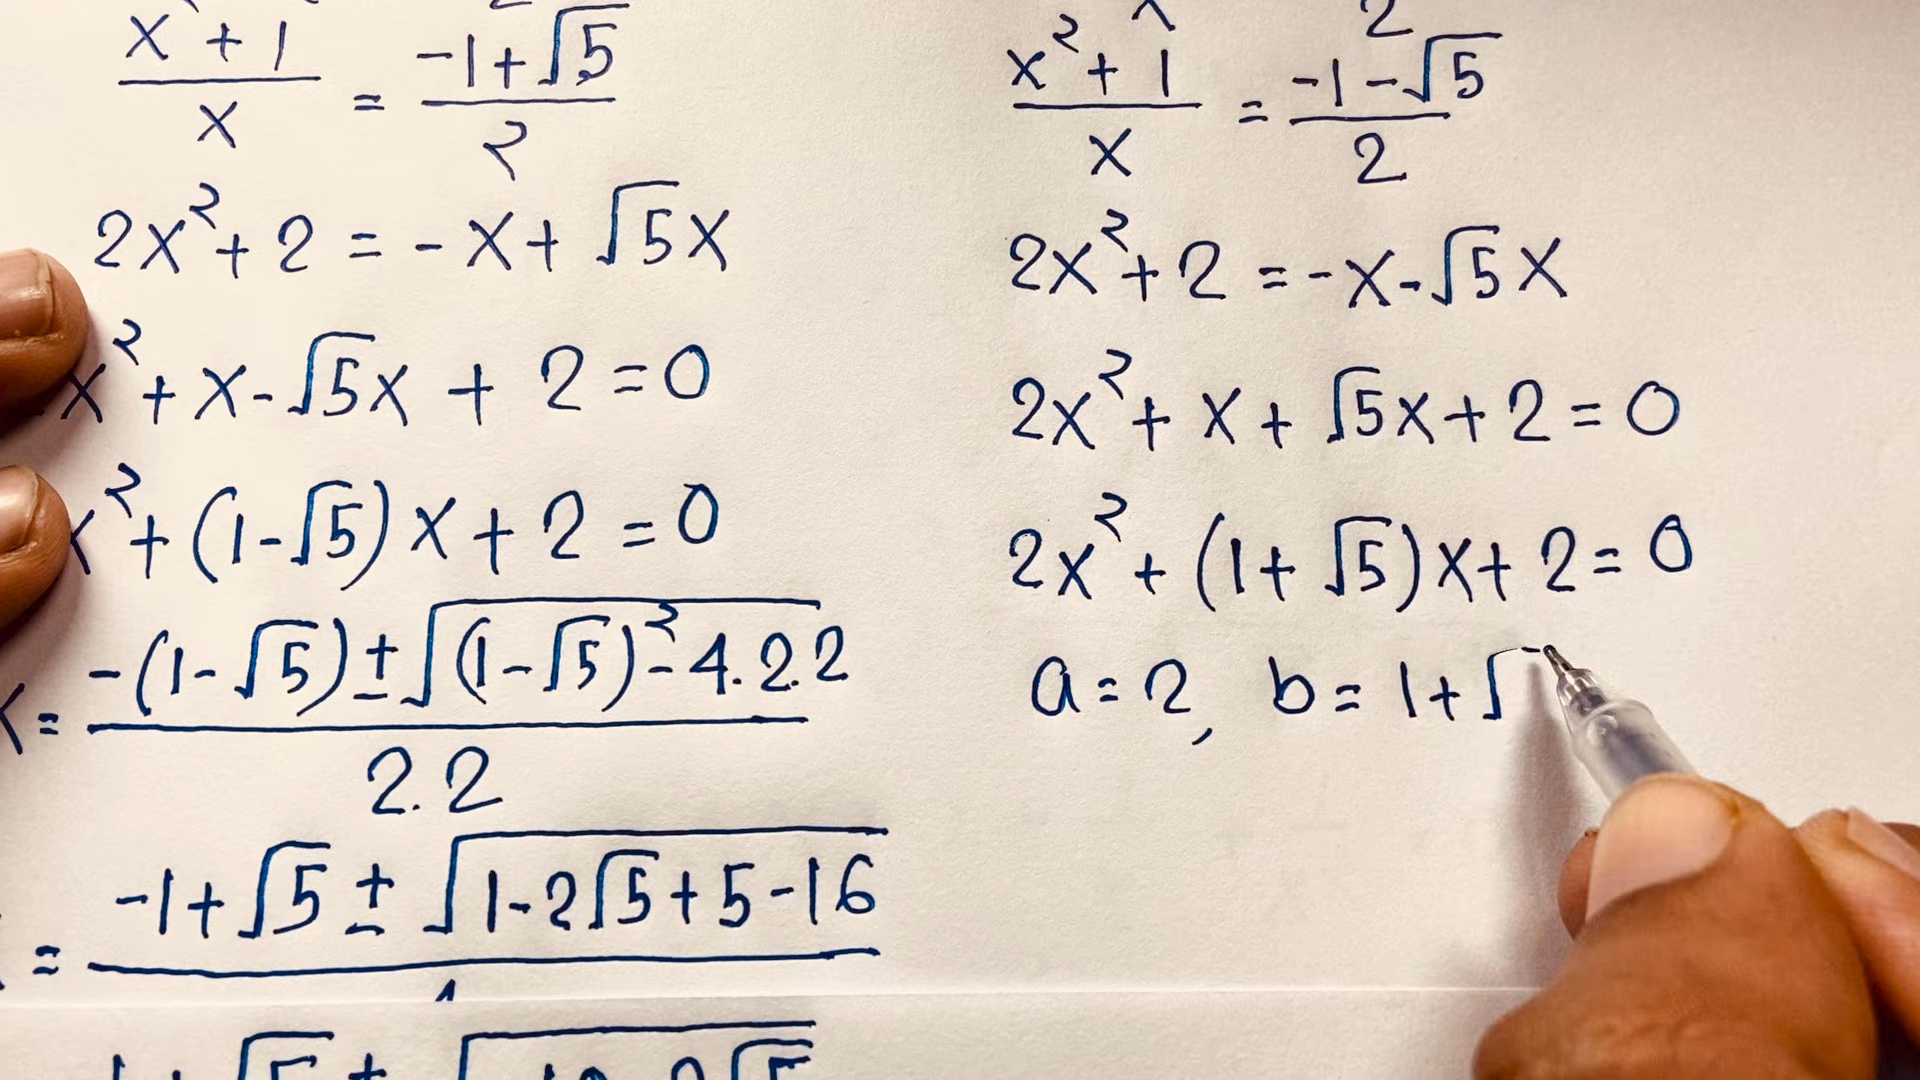 x² + 1 / x = -1 + √5 / 2
2x² + 2 = -x + √5x
x² + x - √5x + 2 = 0
x² + (1 - √5)x + 2 = 0
x = -(1 - √5) ± √(1 - √5)² - 4.2.2 / 2.2
= -1 + √5 ± √1 - 2√5 + 5 - 16
x² + 1 / x = -1 - √5 / 2
2x² + 2 = -x - √5x
2x² + x + √5x + 2 = 0
2x² + (1 + √5)x + 2 = 0
a = 2, b = 1 + √